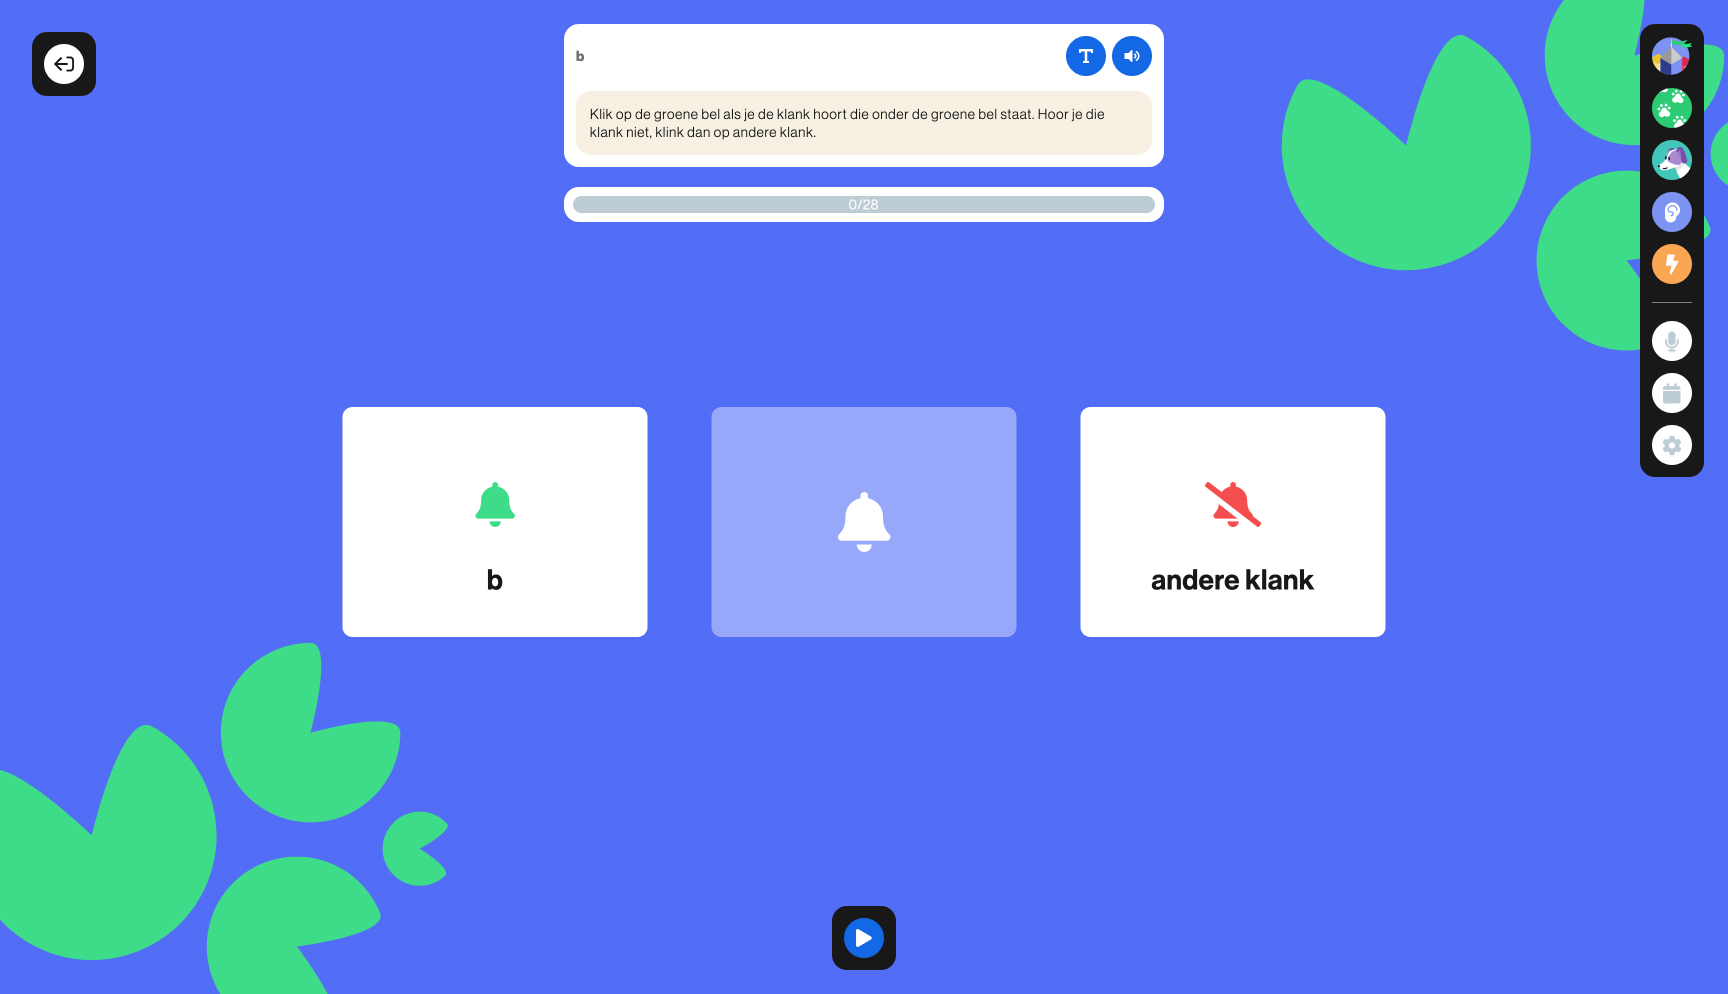 b
Klik op de groene bel als je de klank hoort die onder de groene bel staat. Hoor je die
klank niet, klink dan op andere klank.
0/28
b
andere klank